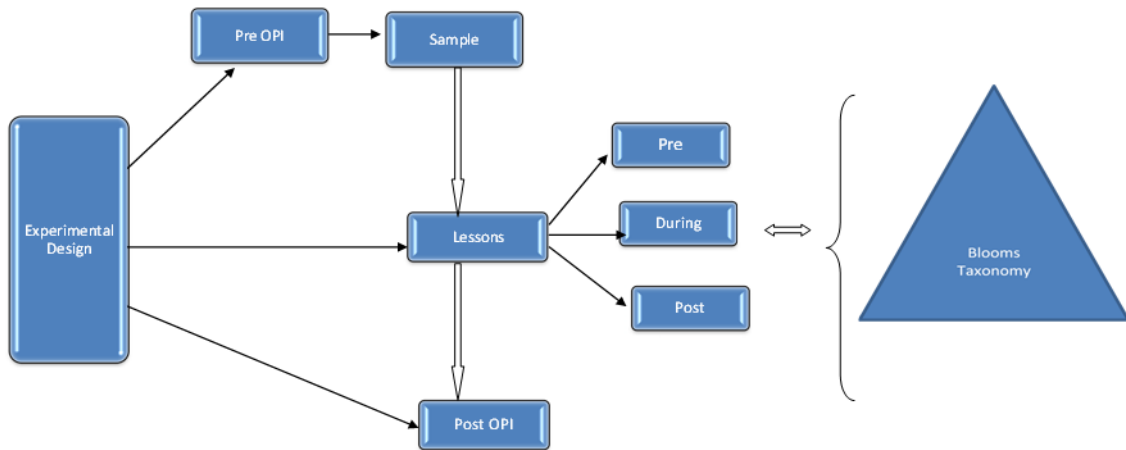 Pre OPI
Sample
Experimental
Design
Lessons
Pre
During
Post
Post OPI
Blooms
Taxonomy